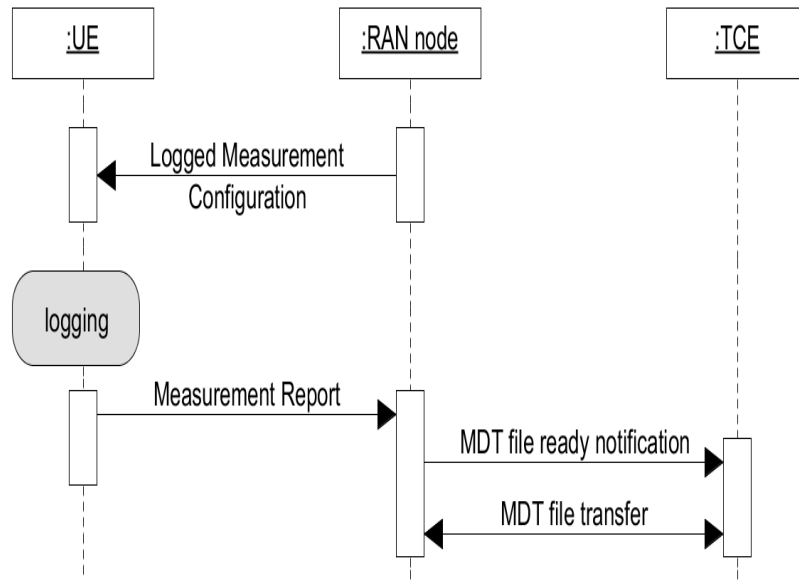 :UE
:RAN node
:TCE
Logged Measurement
Configuration
logging
Measurement Report
MDT file ready notification
MDT file transfer